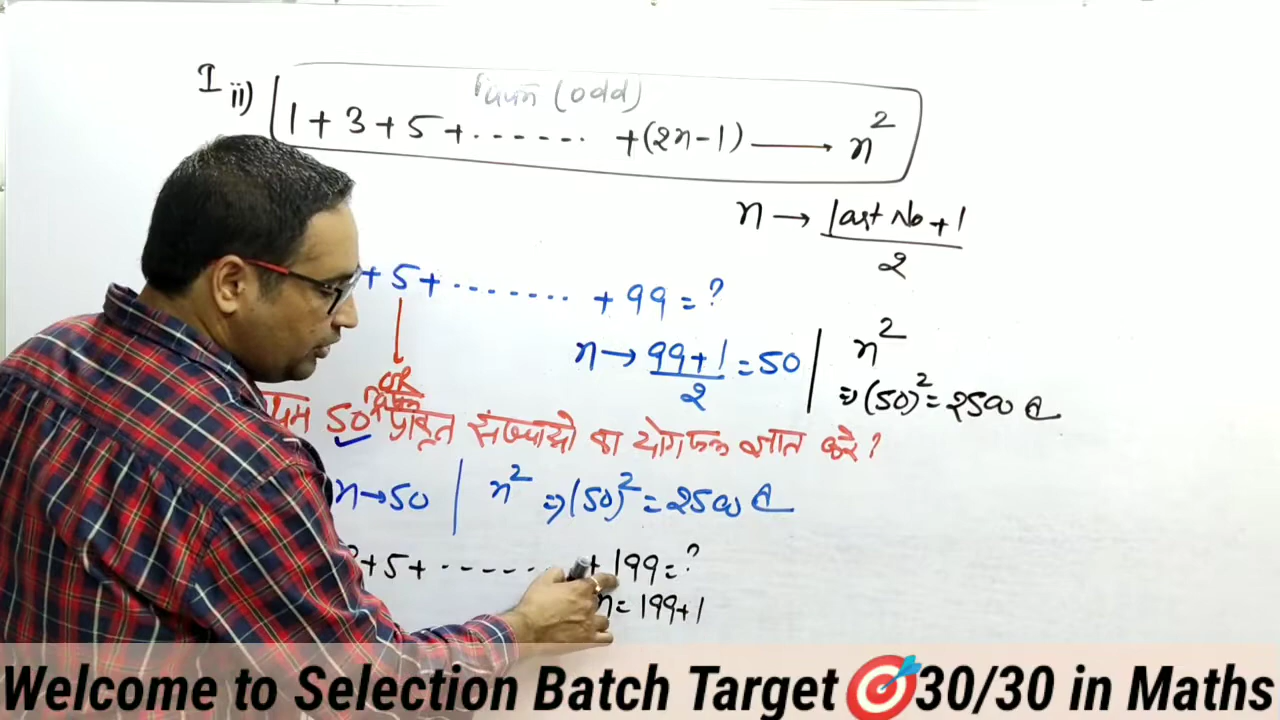 I ii) विषम (odd)
1 + 3 + 5 + ....... + (2n-1) ⟶ n²
n → last No + 1 / 2
+ 5 + ........ + 99 = ?
n → 99+1 / 2 = 50 | n²
⇒ (50)² = 2500
50 प्राकृत संख्याओ का योगफल ज्ञात करे ?
n → 50 | n² ⇒ (50)² = 2500
+ 5 + ...... + 199 = ?
n = 199+1
Welcome to Selection Batch Target 🎯 30/30 in Maths